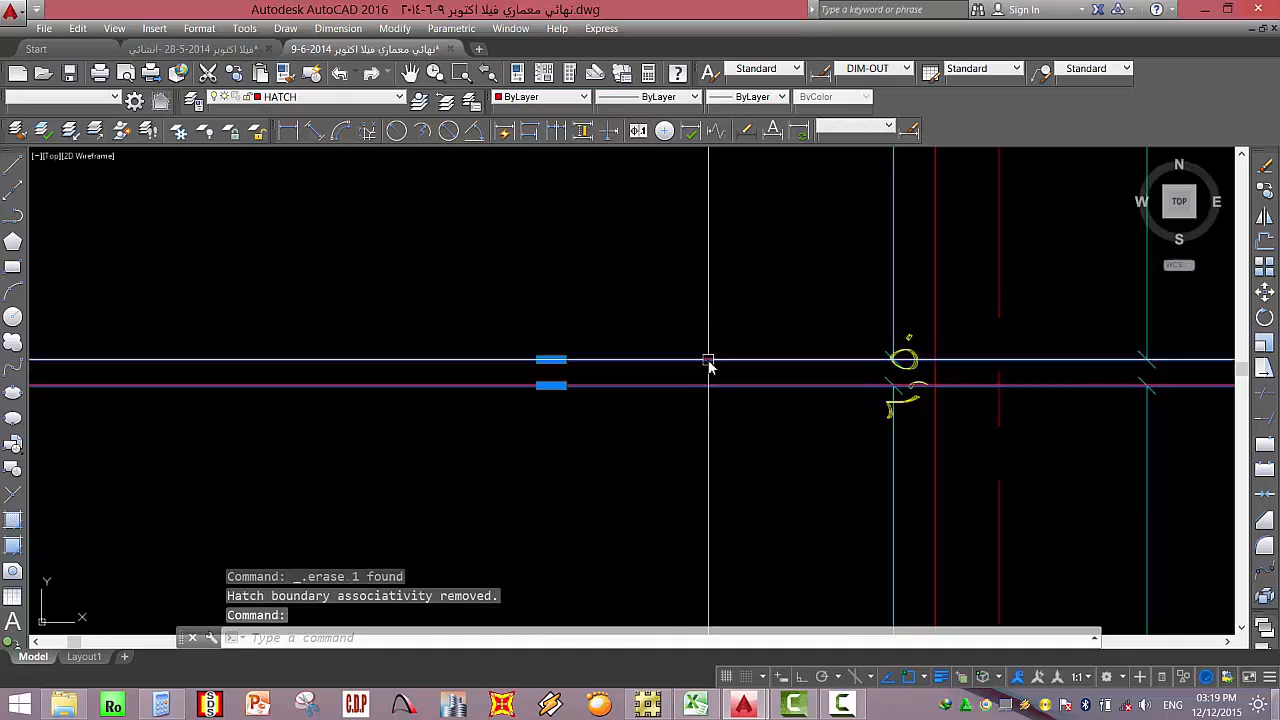 Autodesk AutoCAD 2016 نهائي معماري فيلا اكتوبر ٩-٦-٢٠١٤.dwg
Type a keyword or phrase
Sign In
File Edit View Insert Format Tools Draw Dimension Modify Parametric Window Help Express
Start
فيلا اكتوبر 2014-5-28 -انشائي*
نهائي معماري فيلا اكتوبر 2014-6-9*
Standard DIM-OUT Standard Standard
HATCH ByLayer ByLayer ByLayer ByColor
[−][Top][2D Wireframe]
N
W TOP E
S
WCS
Y
X
Command: _.erase 1 found
Hatch boundary associativity removed.
Command:
Type a command
Model Layout1
1:1
Ro SDS C.D.P
ENG 03:19 PM
12/12/2015